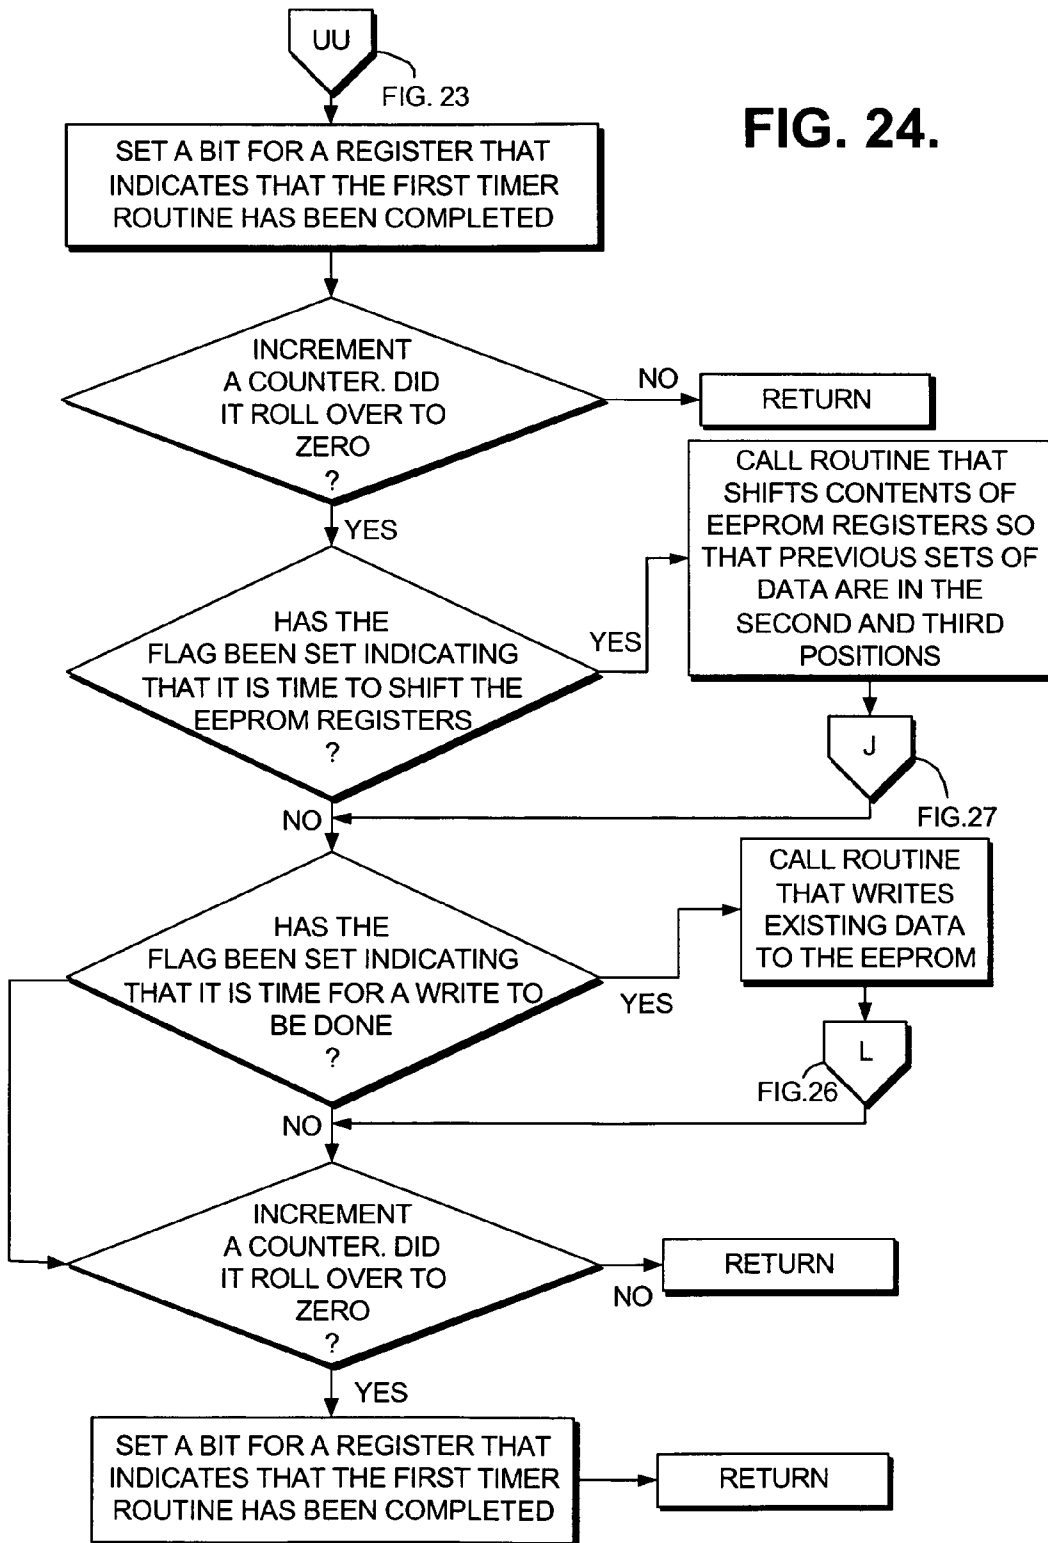 UU
FIG. 23
FIG. 24.
SET A BIT FOR A REGISTER THAT
INDICATES THAT THE FIRST TIMER
ROUTINE HAS BEEN COMPLETED
INCREMENT
A COUNTER. DID
IT ROLL OVER TO
ZERO
?
NO
RETURN
YES
CALL ROUTINE THAT
SHIFTS CONTENTS OF
EEPROM REGISTERS SO
THAT PREVIOUS SETS OF
DATA ARE IN THE
SECOND AND THIRD
POSITIONS
HAS THE
FLAG BEEN SET INDICATING
THAT IT IS TIME TO SHIFT THE
EEPROM REGISTERS
?
YES
J
FIG.27
NO
CALL ROUTINE
THAT WRITES
EXISTING DATA
TO THE EEPROM
HAS THE
FLAG BEEN SET INDICATING
THAT IT IS TIME FOR A WRITE TO
BE DONE
?
YES
L
FIG.26
NO
INCREMENT
A COUNTER. DID
IT ROLL OVER TO
ZERO
?
NO
RETURN
YES
SET A BIT FOR A REGISTER THAT
INDICATES THAT THE FIRST TIMER
ROUTINE HAS BEEN COMPLETED
RETURN